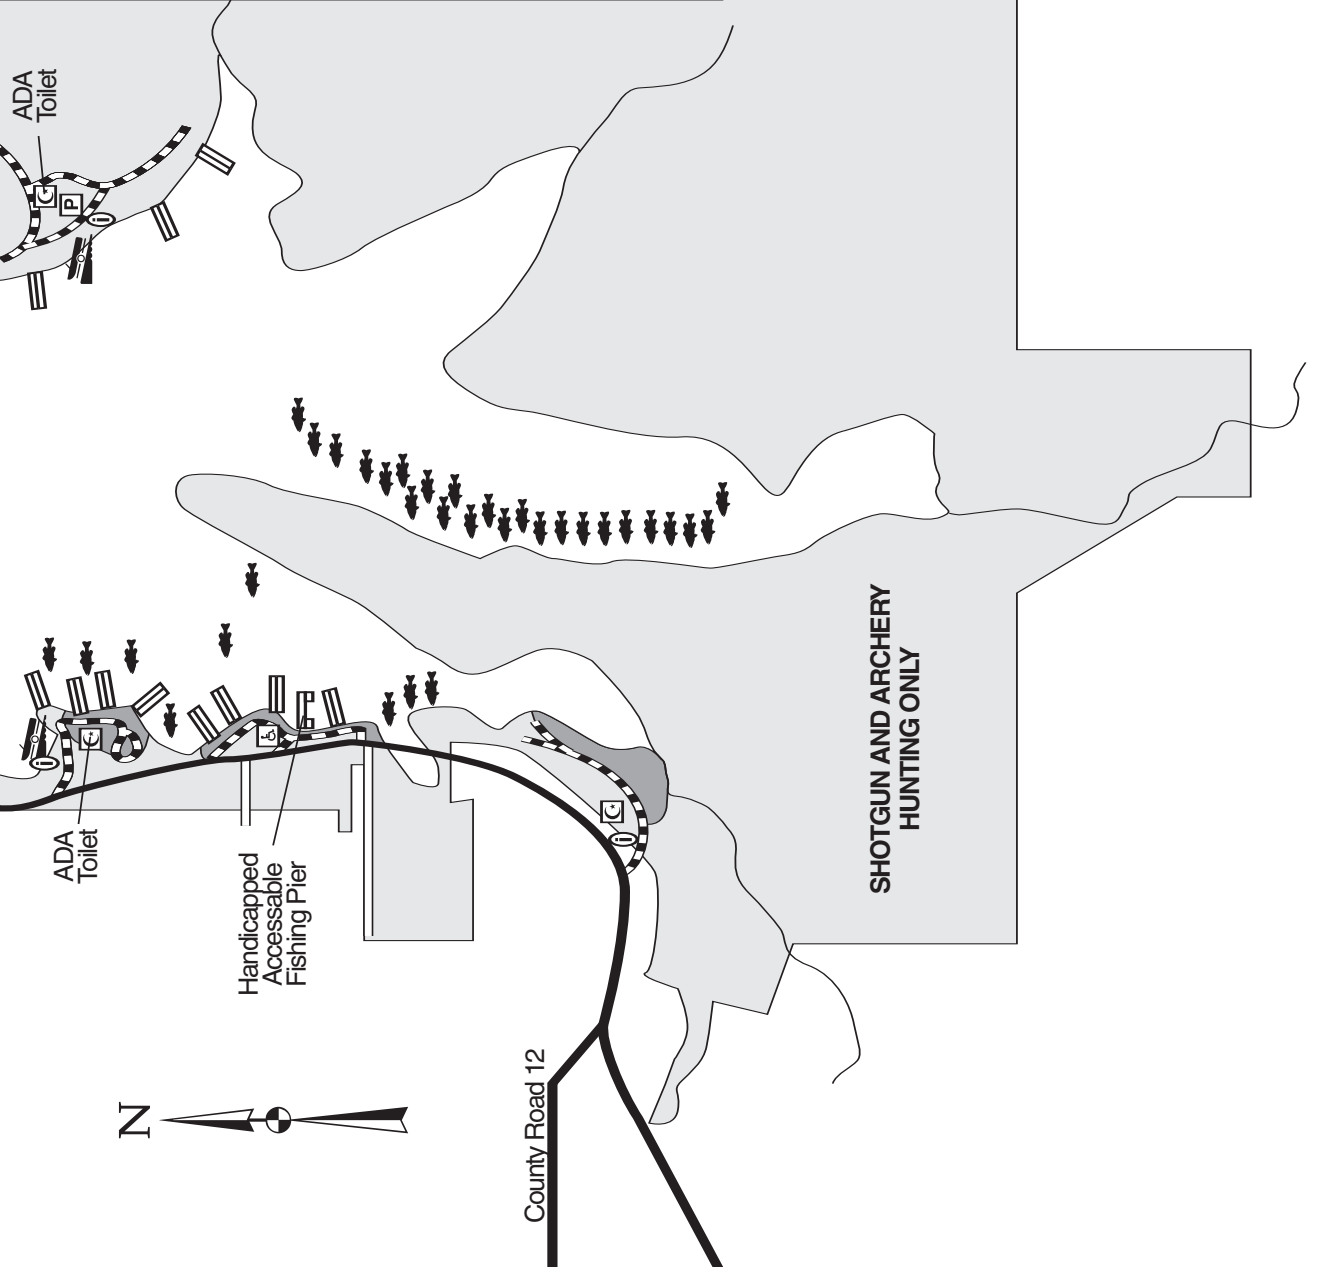 ADA
Toilet
P
i
ADA
Toilet
i
Handicapped
Accessable
Fishing Pier
i
SHOTGUN AND ARCHERY
HUNTING ONLY
N
County Road 12